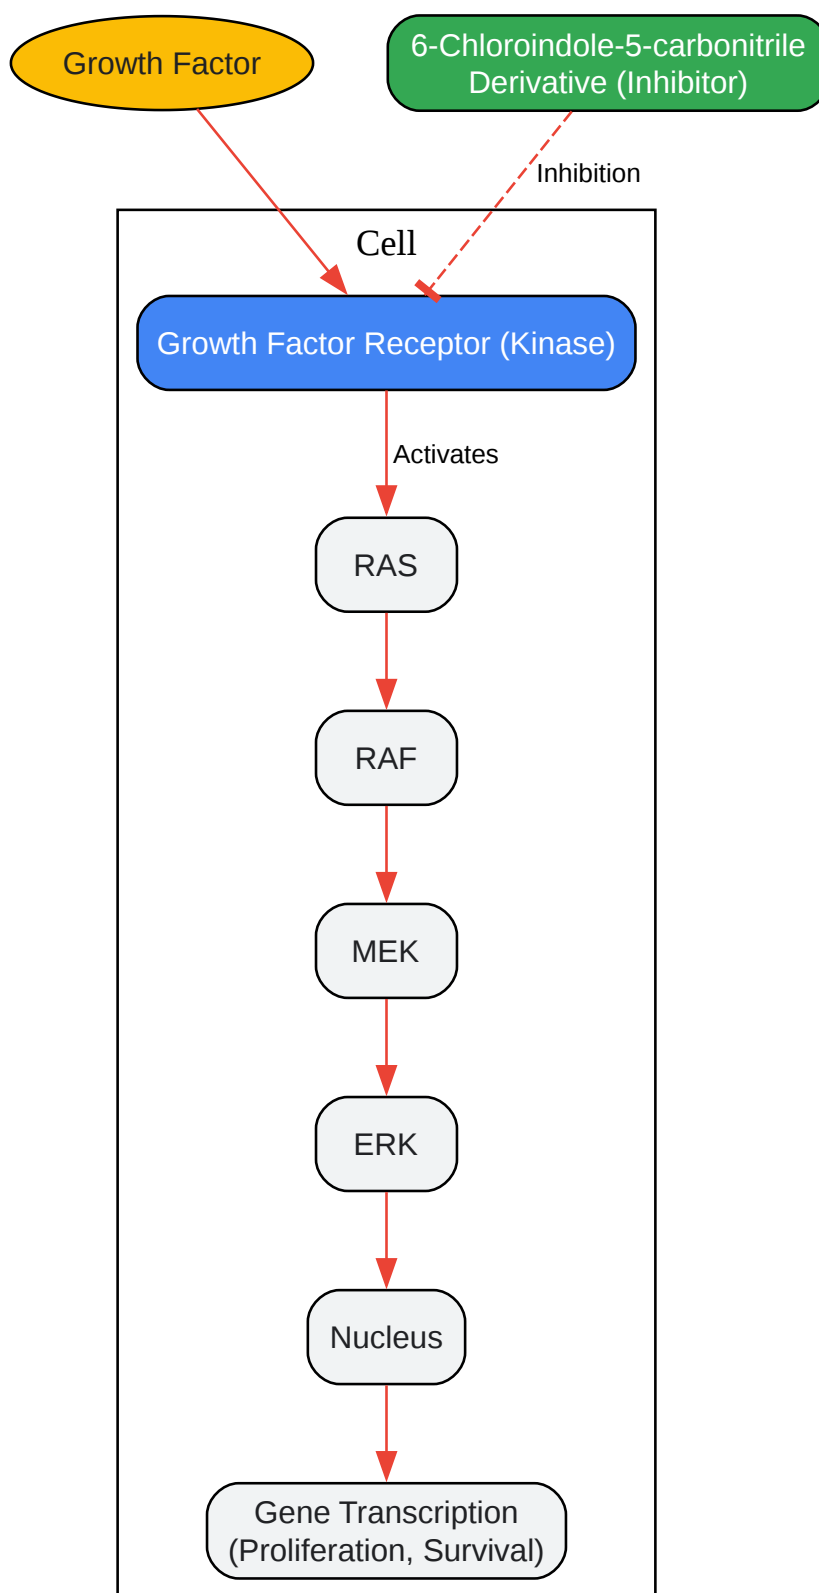 Growth Factor
6-Chloroindole-5-carbonitrile
Derivative (Inhibitor)
Inhibition
Cell
Growth Factor Receptor (Kinase)
Activates
RAS
RAF
MEK
ERK
Nucleus
Gene Transcription
(Proliferation, Survival)